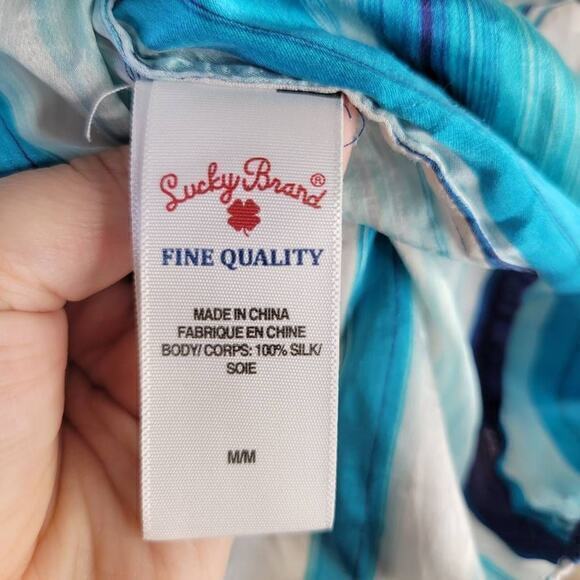 Lucky Brand®
FINE QUALITY
MADE IN CHINA
FABRIQUE EN CHINE
BODY/ CORPS: 100% SILK/
SOIE
M/M